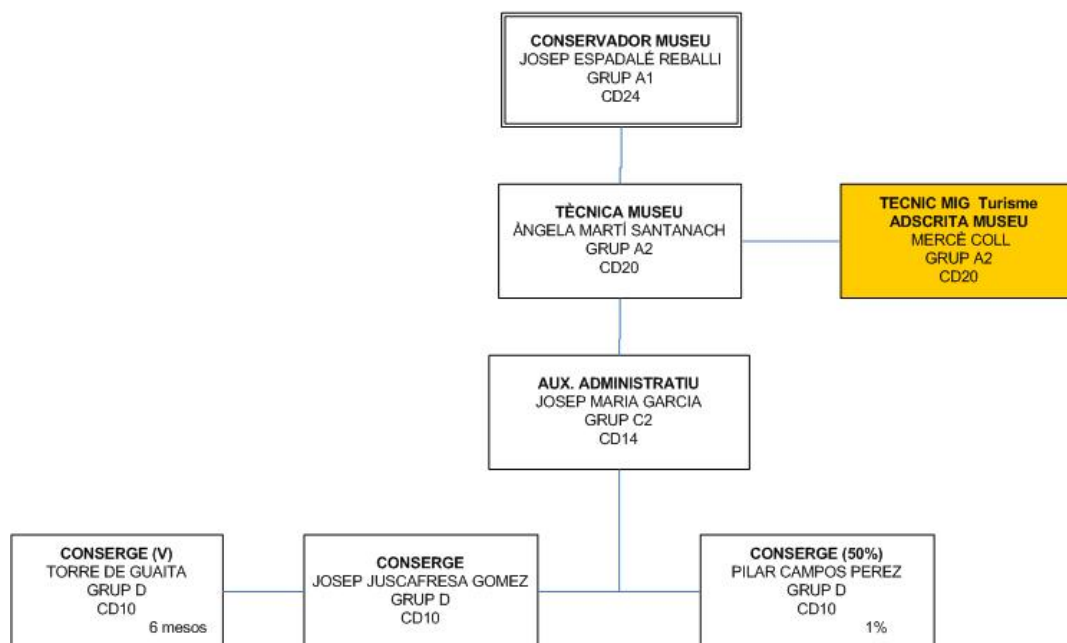 CONSERVADOR MUSEU
JOSEP ESPADALÉ REBALLI
GRUP A1
CD24
TÈCNICA MUSEU
ÀNGELA MARTÍ SANTANACH
GRUP A2
CD20
TECNIC MIG Turisme
ADSCRITA MUSEU
MERCÈ COLL
GRUP A2
CD20
AUX. ADMINISTRATIU
JOSEP MARIA GARCIA
GRUP C2
CD14
CONSERGE (V)
TORRE DE GUAITA
GRUP D
CD10
6 mesos
CONSERGE
JOSEP JUSCAFRESA GOMEZ
GRUP D
CD10
CONSERGE (50%)
PILAR CAMPOS PEREZ
GRUP D
CD10
1%